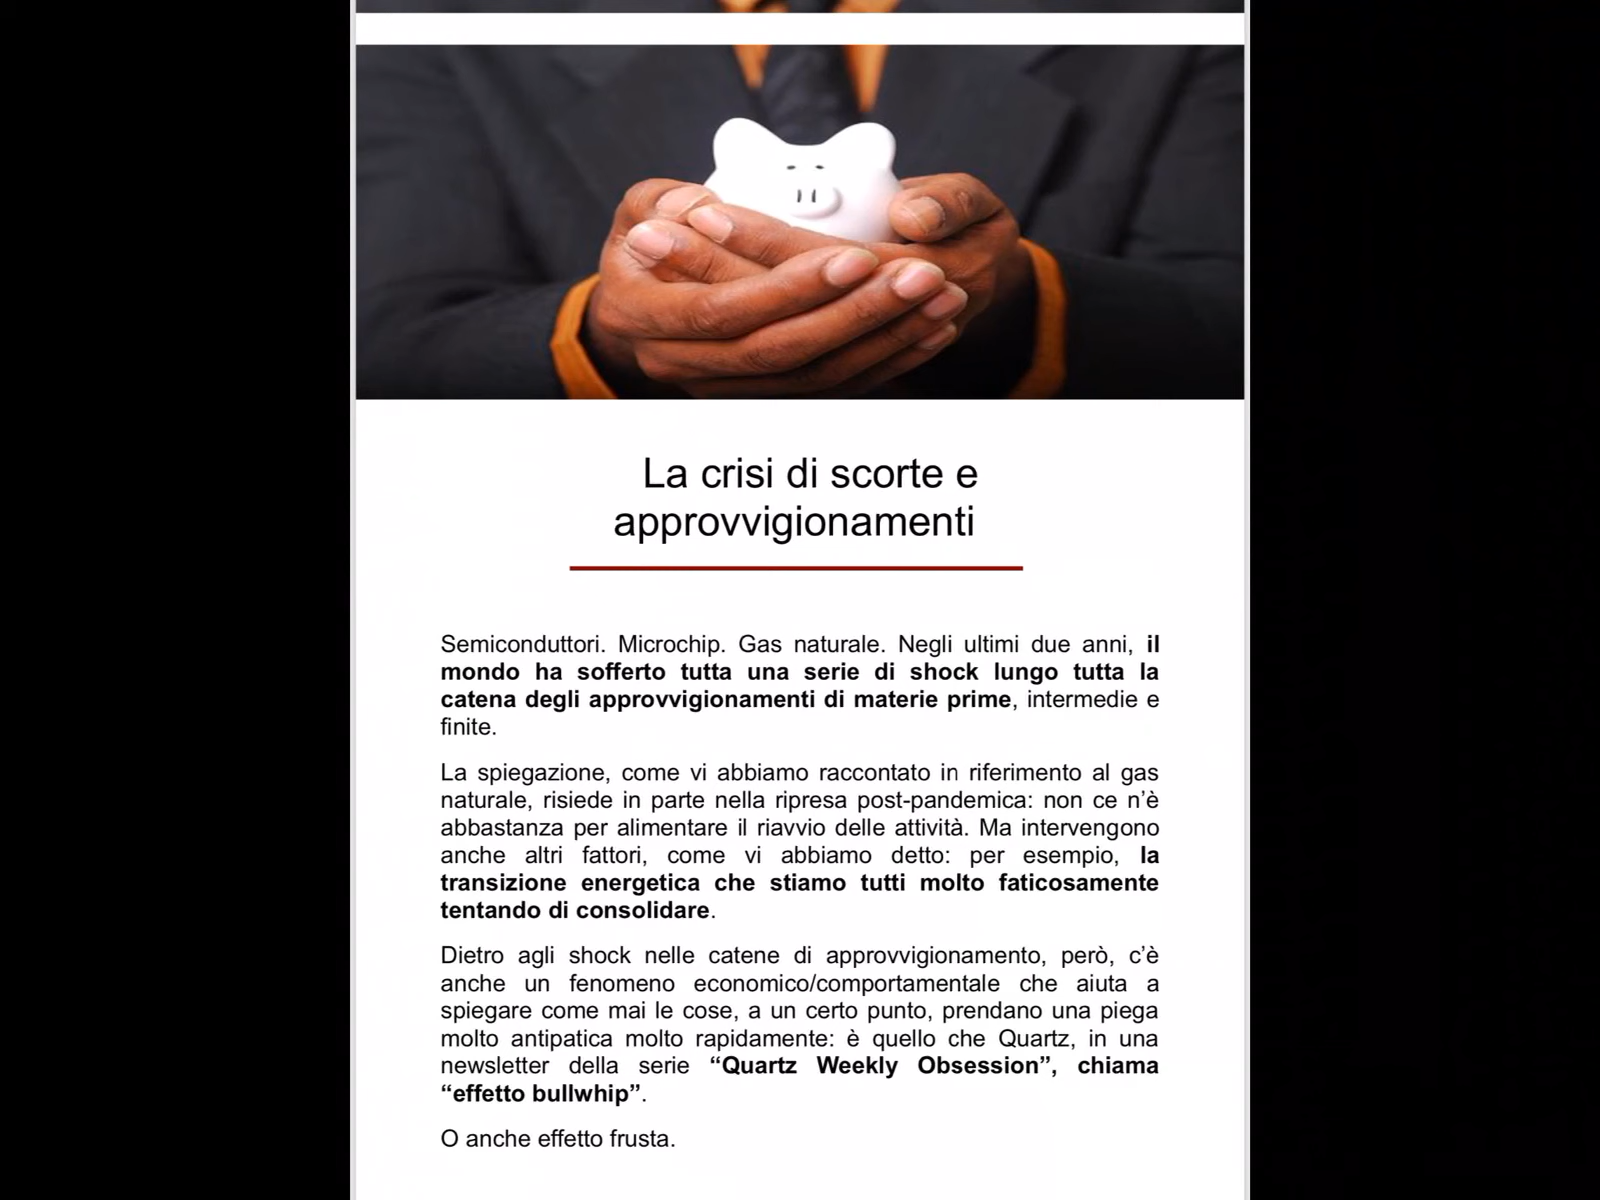 La crisi di scorte e
approvvigionamenti
Semiconduttori. Microchip. Gas naturale. Negli ultimi due anni, il
mondo ha sofferto tutta una serie di shock lungo tutta la
catena degli approvvigionamenti di materie prime, intermedie e
finite.
La spiegazione, come vi abbiamo raccontato in riferimento al gas
naturale, risiede in parte nella ripresa post-pandemica: non ce n’è
abbastanza per alimentare il riavvio delle attività. Ma intervengono
anche altri fattori, come vi abbiamo detto: per esempio, la
transizione energetica che stiamo tutti molto faticosamente
tentando di consolidare.
Dietro agli shock nelle catene di approvvigionamento, però, c’è
anche un fenomeno economico/comportamentale che aiuta a
spiegare come mai le cose, a un certo punto, prendano una piega
molto antipatica molto rapidamente: è quello che Quartz, in una
newsletter della serie “Quartz Weekly Obsession”, chiama
“effetto bullwhip”.
O anche effetto frusta.